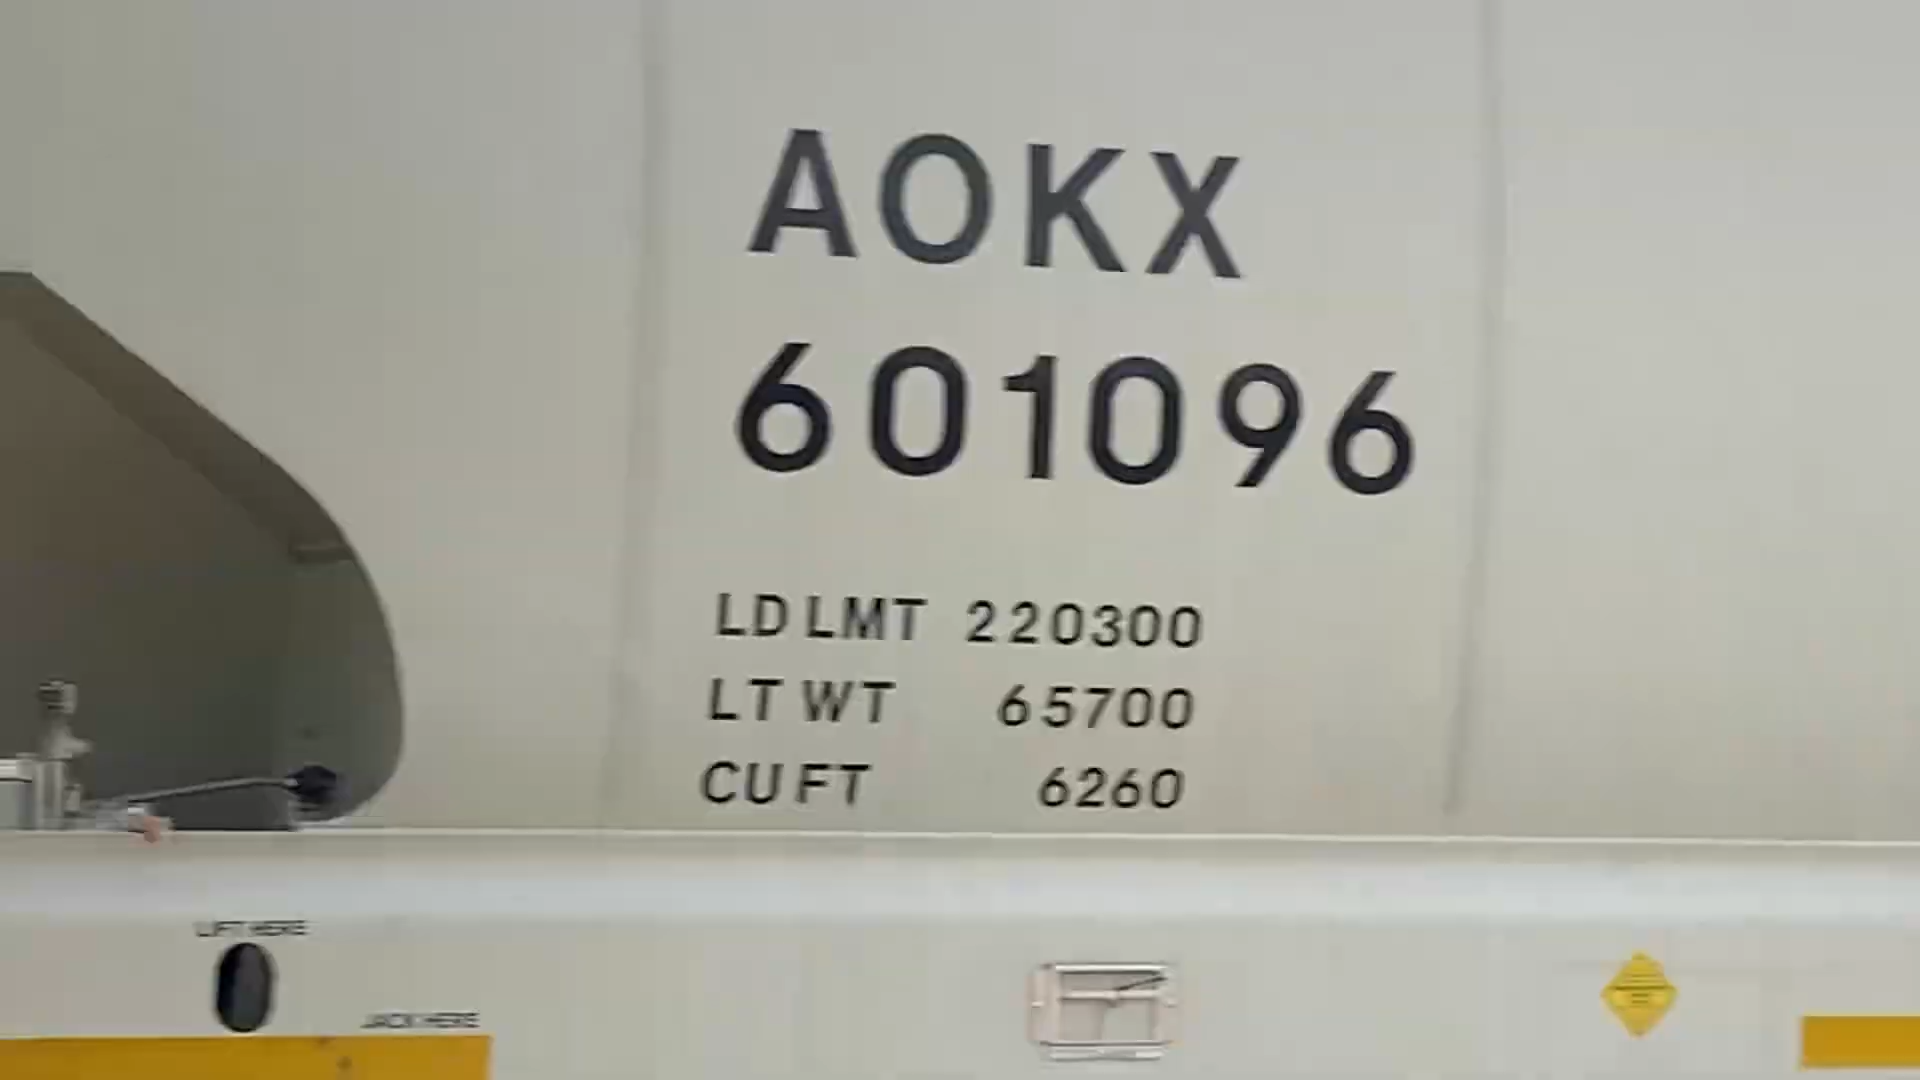 AOKX
601096
LD LMT 220300
LT WT 65700
CU FT 6260
LIFT HERE
JACK HERE